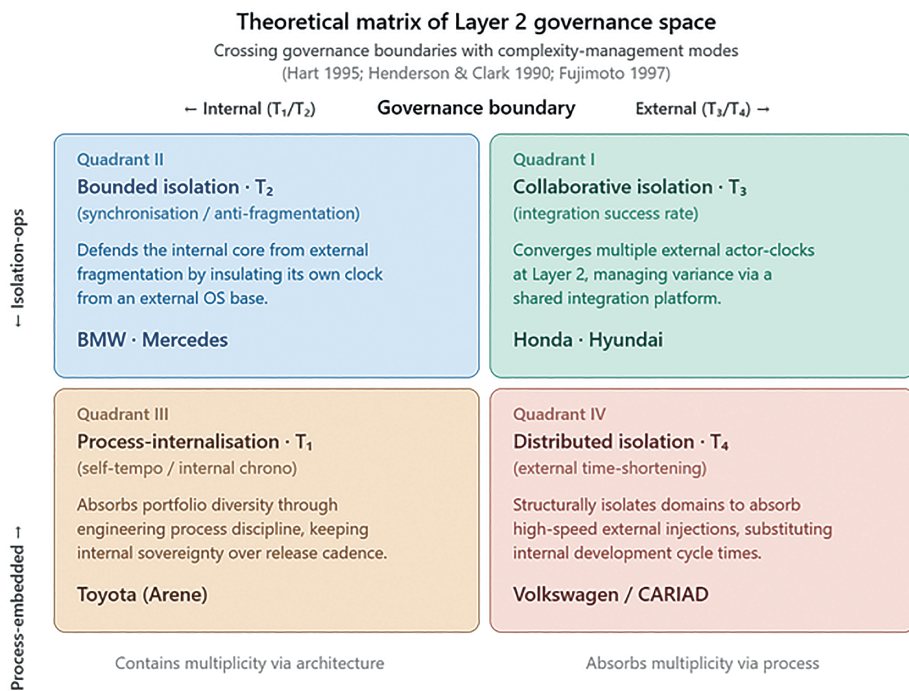 Theoretical matrix of Layer 2 governance space
Crossing governance boundaries with complexity-management modes
(Hart 1995; Henderson & Clark 1990; Fujimoto 1997)
← Internal (T₁/T₂)
Governance boundary
External (T₃/T₄) →
← Isolation-ops
Quadrant II
Bounded isolation · T₂
(synchronisation / anti-fragmentation)
Defends the internal core from external
fragmentation by insulating its own clock
from an external OS base.
BMW · Mercedes
Quadrant I
Collaborative isolation · T₃
(integration success rate)
Converges multiple external actor-clocks
at Layer 2, managing variance via a
shared integration platform.
Honda · Hyundai
Process-embedded →
Quadrant III
Process-internalisation · T₁
(self-tempo / internal chrono)
Absorbs portfolio diversity through
engineering process discipline, keeping
internal sovereignty over release cadence.
Toyota (Arene)
Quadrant IV
Distributed isolation · T₄
(external time-shortening)
Structurally isolates domains to absorb
high-speed external injections, substituting
internal development cycle times.
Volkswagen / CARIAD
Contains multiplicity via architecture
Absorbs multiplicity via process